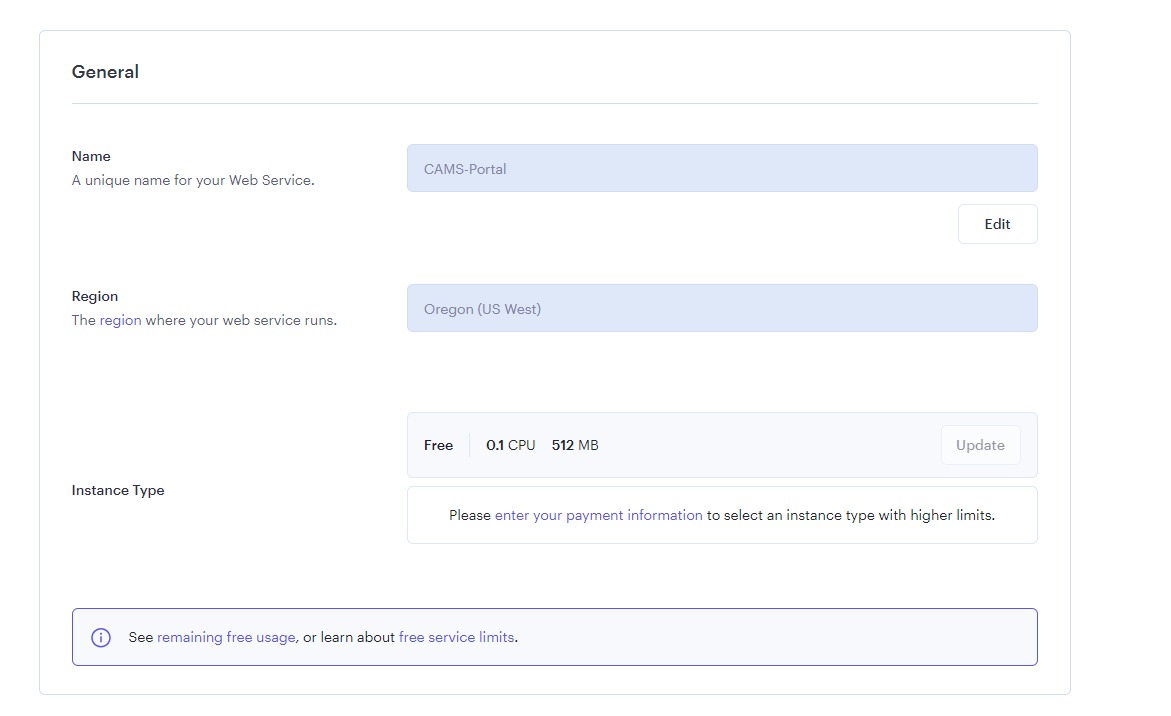 General
Name
A unique name for your Web Service.
CAMS-Portal
Edit
Region
The region where your web service runs.
Oregon (US West)
Instance Type
Free 0.1 CPU 512 MB
Update
Please enter your payment information to select an instance type with higher limits.
See remaining free usage, or learn about free service limits.